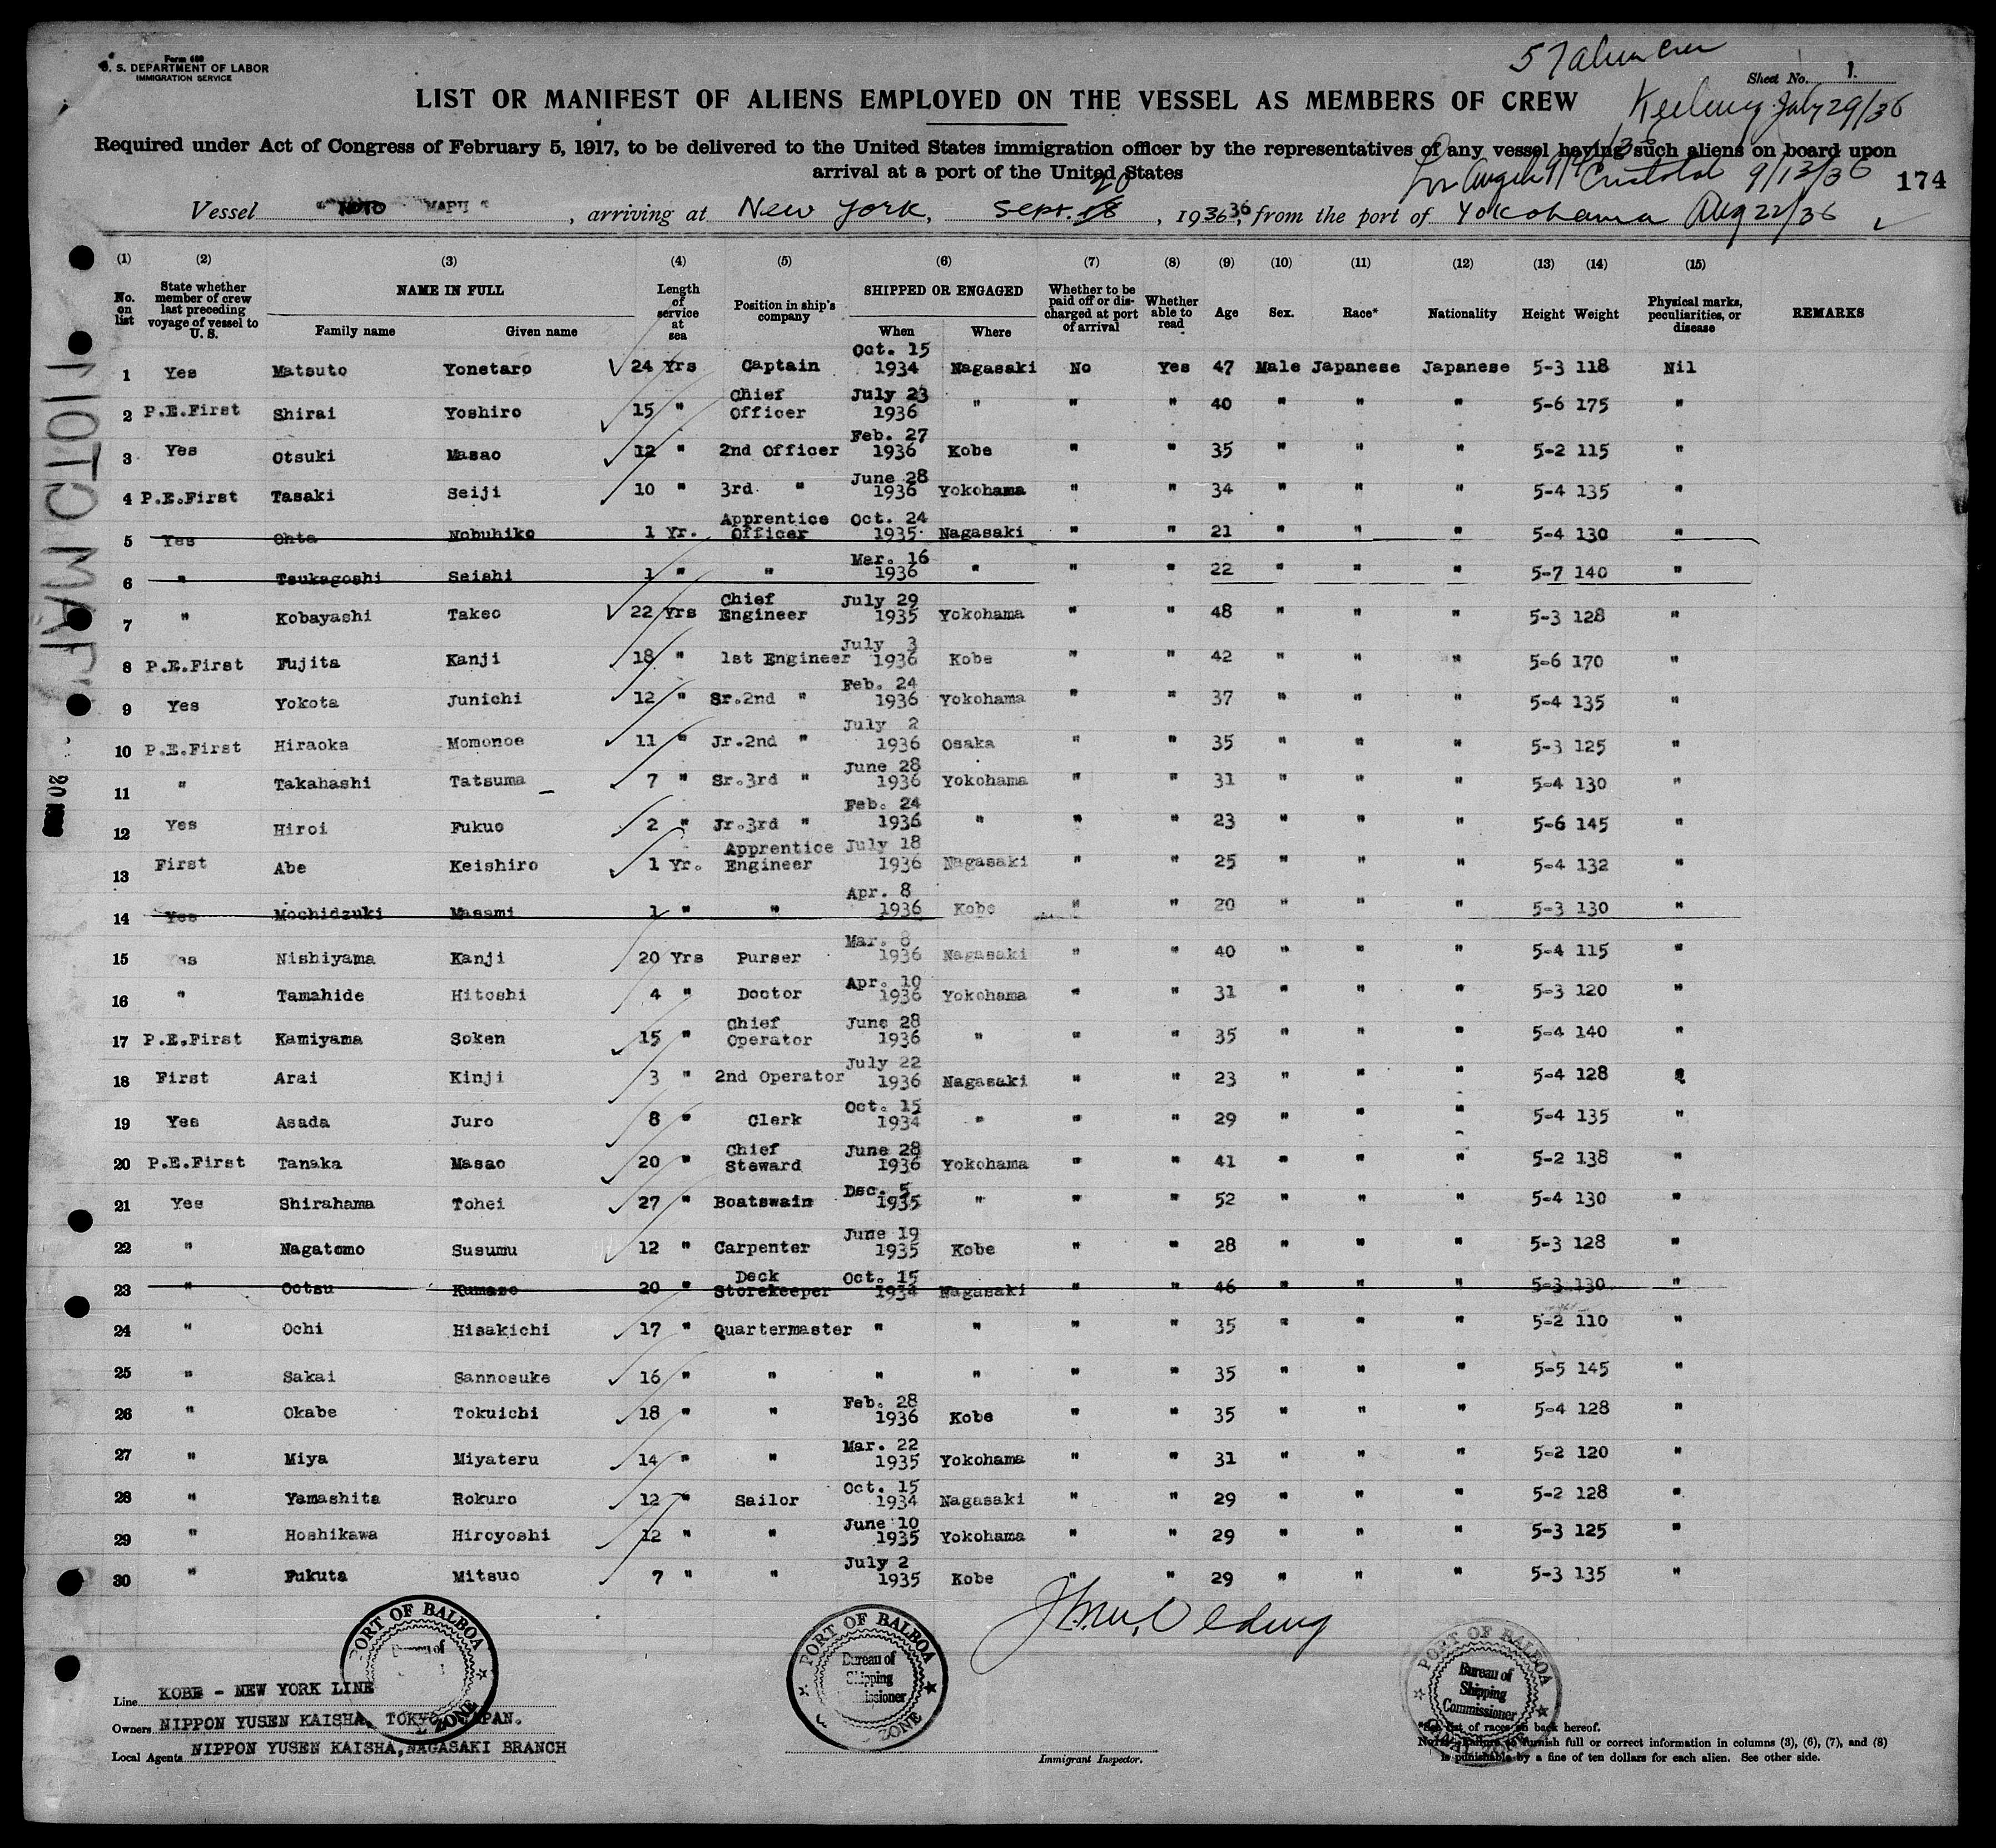 Form 689
U. S. DEPARTMENT OF LABOR
IMMIGRATION SERVICE
57 alien crew
Sheet No. 1.
LIST OR MANIFEST OF ALIENS EMPLOYED ON THE VESSEL AS MEMBERS OF CREW
Keelung July 29/36
Required under Act of Congress of February 5, 1917, to be delivered to the United States immigration officer by the representatives of any vessel having such aliens on board upon
arrival at a port of the United States
Cristobal 9/13/36 174
Vessel "NOTO MARU", arriving at New York, Sept. 18 20, 1936 36, from the port of Yokohama Aug 22/36
(1) (2) (3) (4) (5) (6) (7) (8) (9) (10) (11) (12) (13) (14) (15)
No. on list State whether member of crew last preceding voyage of vessel to U. S. NAME IN FULL Family name Given name Length of service at sea Position in ship's company SHIPPED OR ENGAGED When Where Whether to be paid off or discharged at port of arrival Whether able to read Age Sex. Race* Nationality Height Weight Physical marks, peculiarities, or disease REMARKS
1 Yes Matsuto Yonetaro 24 Yrs Captain Oct. 15 1934 Nagasaki No Yes 47 Male Japanese Japanese 5-3 118 Nil
2 P.E.First Shirai Yoshiro 15 " Chief Officer July 23 1936 " " " 40 " " " 5-6 175 "
3 Yes Otsuki Masao 12 " 2nd Officer Feb. 27 1936 Kobe " " 35 " " " 5-2 115 "
4 P.E.First Tasaki Seiji 10 " 3rd. " June 28 1936 Yokohama " " 34 " " " 5-4 135 "
5 Yes Ohta Nobuhiko 1 Yr. Apprentice Officer Oct. 24 1935 Nagasaki " " 21 " " " 5-4 130 "
6 " Tsukagoshi Seishi 1 " " Mar. 16 1936 " " " 22 " " " 5-7 140 "
7 " Kobayashi Takeo 22 Yrs Chief Engineer July 29 1935 Yokohama " " 48 " " " 5-3 128 "
8 P.E.First Fujita Kanji 18 " 1st Engineer July 3 1936 Kobe " " 42 " " " 5-6 170 "
9 Yes Yokota Junichi 12 " Sr.2nd " Feb. 24 1936 Yokohama " " 37 " " " 5-4 135 "
10 P.E.First Hiraoka Momonoe 11 " Jr.2nd " July 2 1936 Osaka " " 35 " " " 5-3 125 "
11 " Takahashi Tatsuma 7 " Sr.3rd " June 28 1936 Yokohama " " 31 " " " 5-4 130 "
12 Yes Hiroi Fukuo 2 " Jr.3rd " Feb. 24 1936 " " " 23 " " " 5-6 145 "
13 First Abe Keishiro 1 Yr. Apprentice Engineer July 18 1936 Nagasaki " " 25 " " " 5-4 132 "
14 Yes Mochidzuki Masami 1 " " Apr. 8 1936 Kobe " " 20 " " " 5-3 130 "
15 Yes Nishiyama Kanji 20 Yrs Purser Mar. 8 1936 Nagasaki " " 40 " " " 5-4 115 "
16 " Tamahide Hitoshi 4 " Doctor Apr. 10 1936 Yokohama " " 31 " " " 5-3 120 "
17 P.E.First Kamiyama Soken 15 " Chief Operator June 28 1936 " " " 35 " " " 5-4 140 "
18 First Arai Kinji 3 " 2nd Operator July 22 1936 Nagasaki " " 23 " " " 5-4 128 "
19 Yes Asada Juro 8 " Clerk Oct. 15 1934 " " " 29 " " " 5-4 135 "
20 P.E.First Tanaka Masao 20 " Chief Steward June 28 1936 Yokohama " " 41 " " " 5-2 138 "
21 Yes Shirahama Tohei 27 " Boatswain Dec. 5 1935 " " " 52 " " " 5-4 130 "
22 " Nagatomo Susumu 12 " Carpenter June 19 1935 Kobe " " 28 " " " 5-3 128 "
23 " Ootsu Kumazo 20 " Deck Storekeeper Oct. 15 1934 Nagasaki " " 46 " " " 5-3 130 "
24 " Ochi Hisakichi 17 " Quartermaster " " " " 35 " " " 5-2 110 "
25 " Sakai Sannosuke 16 " " " " " " 35 " " " 5-5 145 "
26 " Okabe Tokuichi 18 " " Feb. 28 1936 Kobe " " 35 " " " 5-4 128 "
27 " Miya Miyateru 14 " " Mar. 22 1935 Yokohama " " 31 " " " 5-2 120 "
28 " Yamashita Rokuro 12 " Sailor Oct. 15 1934 Nagasaki " " 29 " " " 5-2 128 "
29 " Hoshikawa Hiroyoshi 12 " " June 10 1935 Yokohama " " 29 " " " 5-3 125 "
30 " Fukuta Mitsuo 7 " " July 2 1935 Kobe " " 29 " " " 5-3 135 "
PORT OF BALBOA Bureau of ZONE
PORT OF BALBOA Bureau of Shipping Commissioner ZONE
PORT OF BALBOA Bureau of Shipping Commissioner
Line KOBE - NEW YORK LINE
Owners NIPPON YUSEN KAISHA, TOKYO, JAPAN.
Local Agents NIPPON YUSEN KAISHA, NAGASAKI BRANCH
Immigrant Inspector.
*See list of races on back hereof.
NOTE.—Failure to furnish full or correct information in columns (3), (6), (7), and (8)
is punishable by a fine of ten dollars for each alien. See other side.